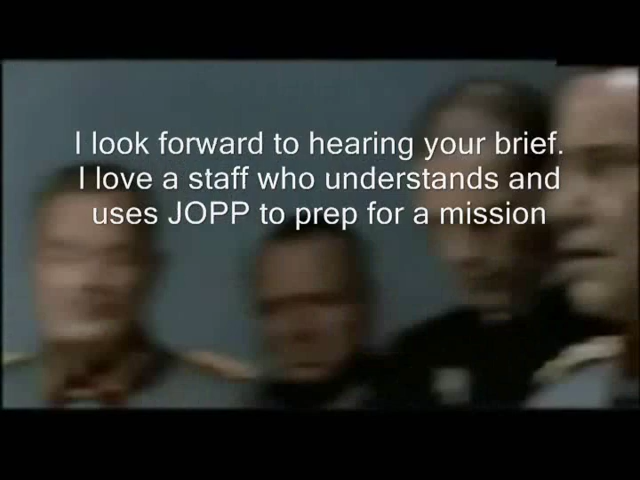 I look forward to hearing your brief.
I love a staff who understands and
uses JOPP to prep for a mission